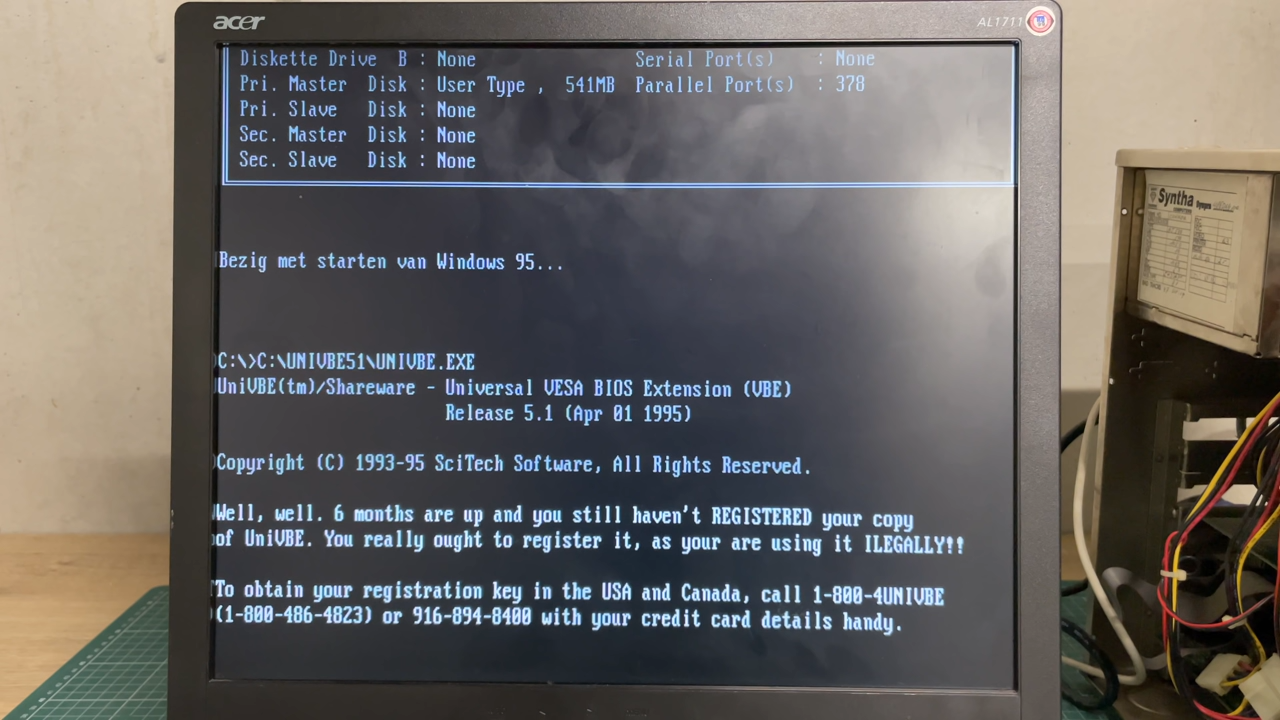 acer
AL1711
Diskette Drive B : None Serial Port(s) : None
Pri. Master Disk : User Type , 541MB Parallel Port(s) : 378
Pri. Slave Disk : None
Sec. Master Disk : None
Sec. Slave Disk : None
Bezig met starten van Windows 95...
C:\>C:\UNIVBE51\UNIVBE.EXE
UniVBE(tm)/Shareware - Universal VESA BIOS Extension (VBE)
Release 5.1 (Apr 01 1995)
Copyright (C) 1993-95 SciTech Software, All Rights Reserved.
Well, well. 6 months are up and you still haven't REGISTERED your copy
of UniVBE. You really ought to register it, as your are using it ILEGALLY!!
To obtain your registration key in the USA and Canada, call 1-800-4UNIVBE
(1-800-486-4823) or 916-894-8400 with your credit card details handy.
Syntha